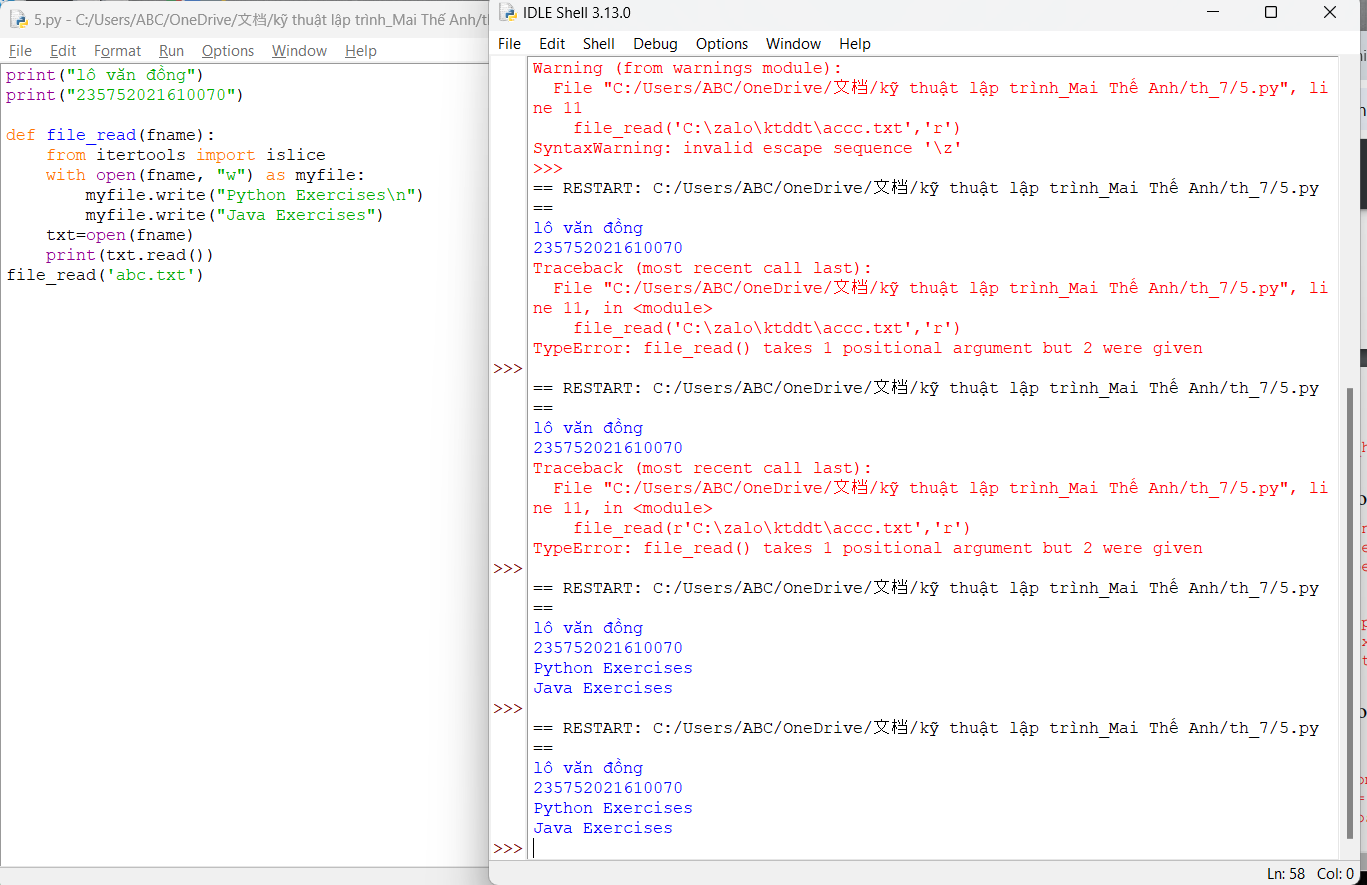 5.py - C:/Users/ABC/OneDrive/文档/kỹ thuật lập trình_Mai Thế Anh/t
File Edit Format Run Options Window Help
print("lô văn đồng")
print("235752021610070")
def file_read(fname):
    from itertools import islice
    with open(fname, "w") as myfile:
        myfile.write("Python Exercises\n")
        myfile.write("Java Exercises")
    txt=open(fname)
    print(txt.read())
file_read('abc.txt')
IDLE Shell 3.13.0
File Edit Shell Debug Options Window Help
Warning (from warnings module):
  File "C:/Users/ABC/OneDrive/文档/kỹ thuật lập trình_Mai Thế Anh/th_7/5.py", li
ne 11
    file_read('C:\zalo\ktddt\accc.txt','r')
SyntaxWarning: invalid escape sequence '\z'
>>>
== RESTART: C:/Users/ABC/OneDrive/文档/kỹ thuật lập trình_Mai Thế Anh/th_7/5.py
==
lô văn đồng
235752021610070
Traceback (most recent call last):
  File "C:/Users/ABC/OneDrive/文档/kỹ thuật lập trình_Mai Thế Anh/th_7/5.py", li
ne 11, in <module>
    file_read('C:\zalo\ktddt\accc.txt','r')
TypeError: file_read() takes 1 positional argument but 2 were given
>>>
== RESTART: C:/Users/ABC/OneDrive/文档/kỹ thuật lập trình_Mai Thế Anh/th_7/5.py
==
lô văn đồng
235752021610070
Traceback (most recent call last):
  File "C:/Users/ABC/OneDrive/文档/kỹ thuật lập trình_Mai Thế Anh/th_7/5.py", li
ne 11, in <module>
    file_read(r'C:\zalo\ktddt\accc.txt','r')
TypeError: file_read() takes 1 positional argument but 2 were given
>>>
== RESTART: C:/Users/ABC/OneDrive/文档/kỹ thuật lập trình_Mai Thế Anh/th_7/5.py
==
lô văn đồng
235752021610070
Python Exercises
Java Exercises
>>>
== RESTART: C:/Users/ABC/OneDrive/文档/kỹ thuật lập trình_Mai Thế Anh/th_7/5.py
==
lô văn đồng
235752021610070
Python Exercises
Java Exercises
>>>
Ln: 58 Col: 0